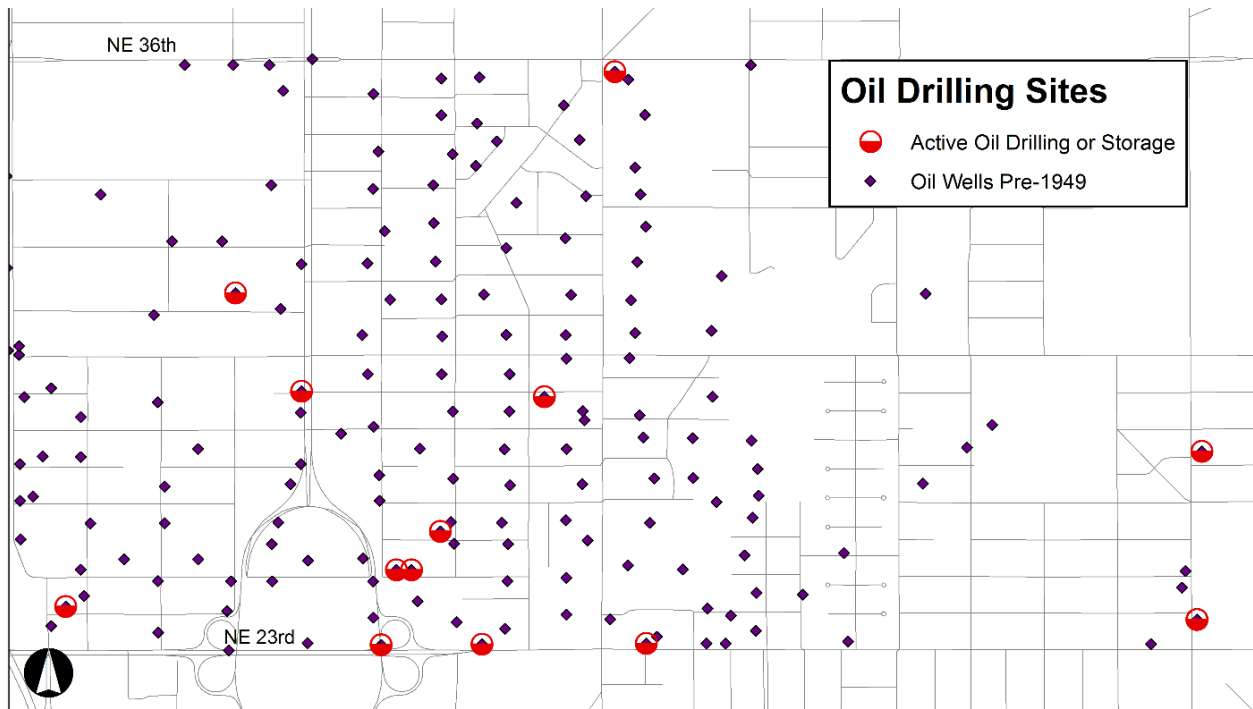 NE 36th
Oil Drilling Sites
Active Oil Drilling or Storage
Oil Wells Pre-1949
NE 23rd